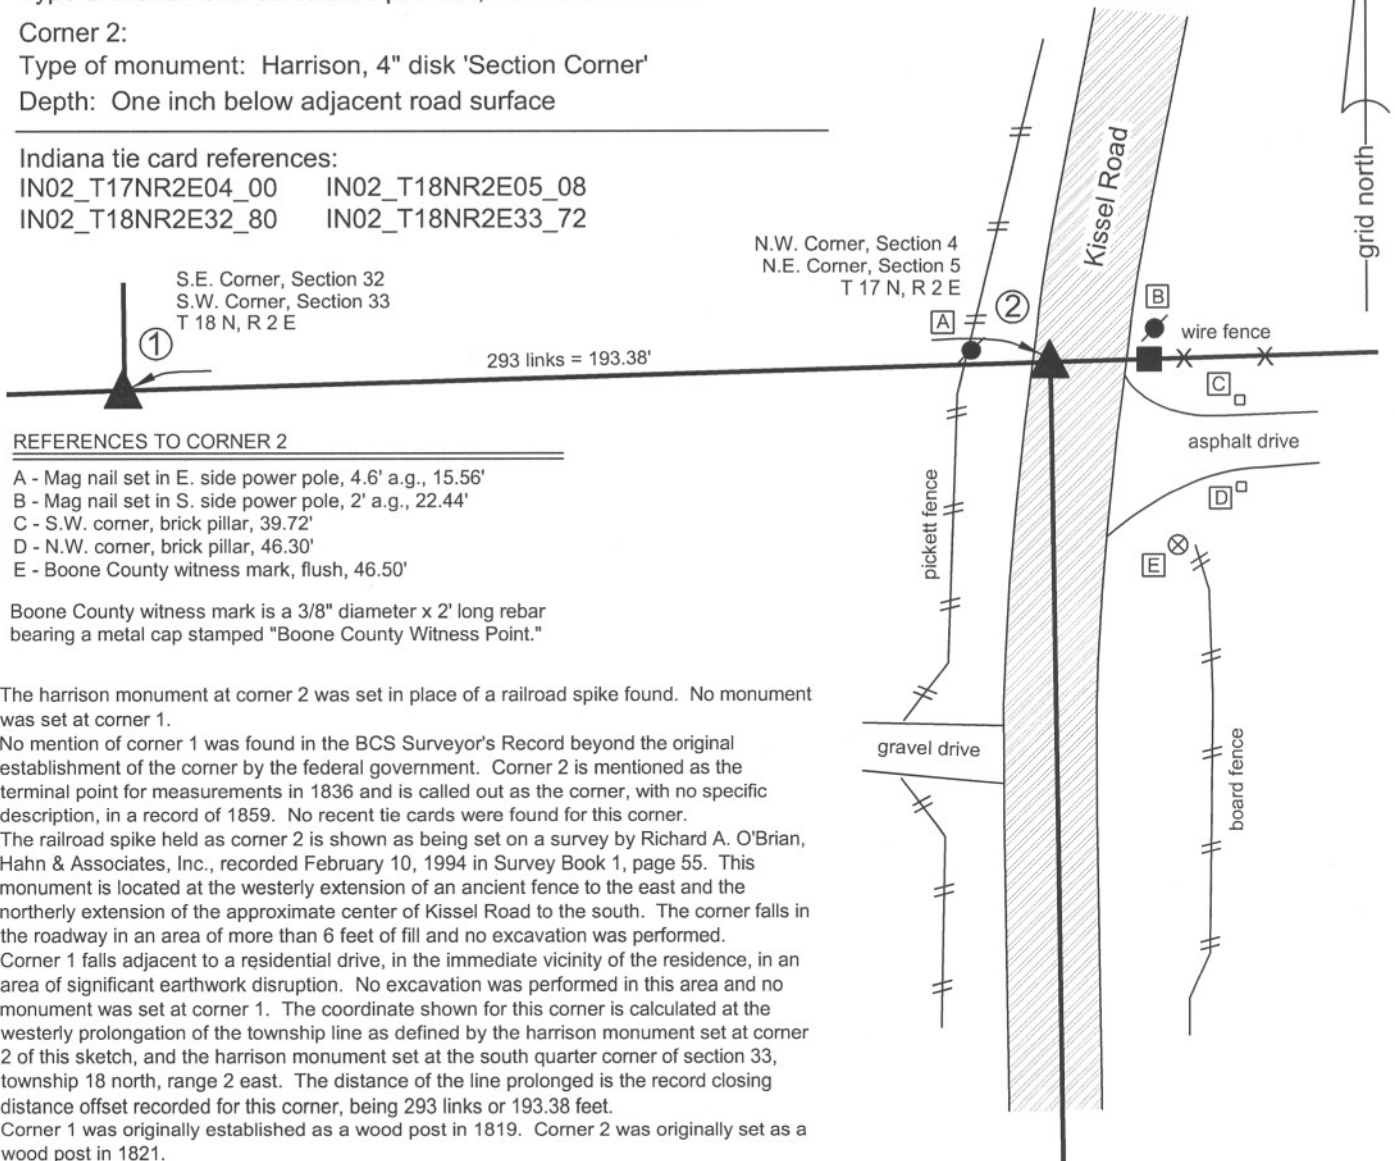 Corner 2:
Type of monument: Harrison, 4" disk 'Section Corner'
Depth: One inch below adjacent road surface
Indiana tie card references:
IN02_T17NR2E04_00 IN02_T18NR2E05_08
IN02_T18NR2E32_80 IN02_T18NR2E33_72
S.E. Corner, Section 32
S.W. Corner, Section 33
T 18 N, R 2 E
1
293 links = 193.38'
N.W. Corner, Section 4
N.E. Corner, Section 5
T 17 N, R 2 E
A
2
Kissel Road
B
wire fence
C
asphalt drive
D
E
grid north
pickett fence
gravel drive
board fence
REFERENCES TO CORNER 2
A - Mag nail set in E. side power pole, 4.6' a.g., 15.56'
B - Mag nail set in S. side power pole, 2' a.g., 22.44'
C - S.W. corner, brick pillar, 39.72'
D - N.W. corner, brick pillar, 46.30'
E - Boone County witness mark, flush, 46.50'
Boone County witness mark is a 3/8" diameter x 2' long rebar
bearing a metal cap stamped "Boone County Witness Point."
The harrison monument at corner 2 was set in place of a railroad spike found. No monument
was set at corner 1.
No mention of corner 1 was found in the BCS Surveyor's Record beyond the original
establishment of the corner by the federal government. Corner 2 is mentioned as the
terminal point for measurements in 1836 and is called out as the corner, with no specific
description, in a record of 1859. No recent tie cards were found for this corner.
The railroad spike held as corner 2 is shown as being set on a survey by Richard A. O'Brian,
Hahn & Associates, Inc., recorded February 10, 1994 in Survey Book 1, page 55. This
monument is located at the westerly extension of an ancient fence to the east and the
northerly extension of the approximate center of Kissel Road to the south. The corner falls in
the roadway in an area of more than 6 feet of fill and no excavation was performed.
Corner 1 falls adjacent to a residential drive, in the immediate vicinity of the residence, in an
area of significant earthwork disruption. No excavation was performed in this area and no
monument was set at corner 1. The coordinate shown for this corner is calculated at the
westerly prolongation of the township line as defined by the harrison monument set at corner
2 of this sketch, and the harrison monument set at the south quarter corner of section 33,
township 18 north, range 2 east. The distance of the line prolonged is the record closing
distance offset recorded for this corner, being 293 links or 193.38 feet.
Corner 1 was originally established as a wood post in 1819. Corner 2 was originally set as a
wood post in 1821.